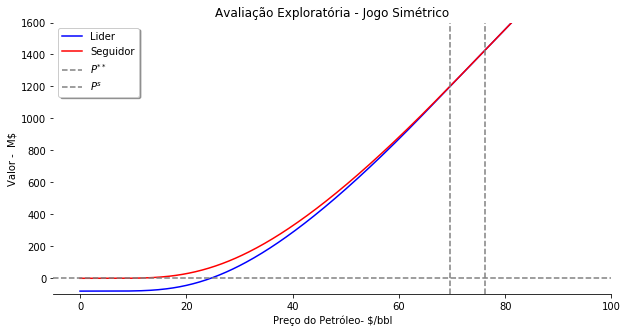 Avaliação Exploratória - Jogo Simétrico
Lider
Seguidor
P**
Pˢ
1600
1400
1200
1000
800
600
400
200
0
Valor - M$
0
20
40
60
80
100
Preço do Petróleo- $/bbl